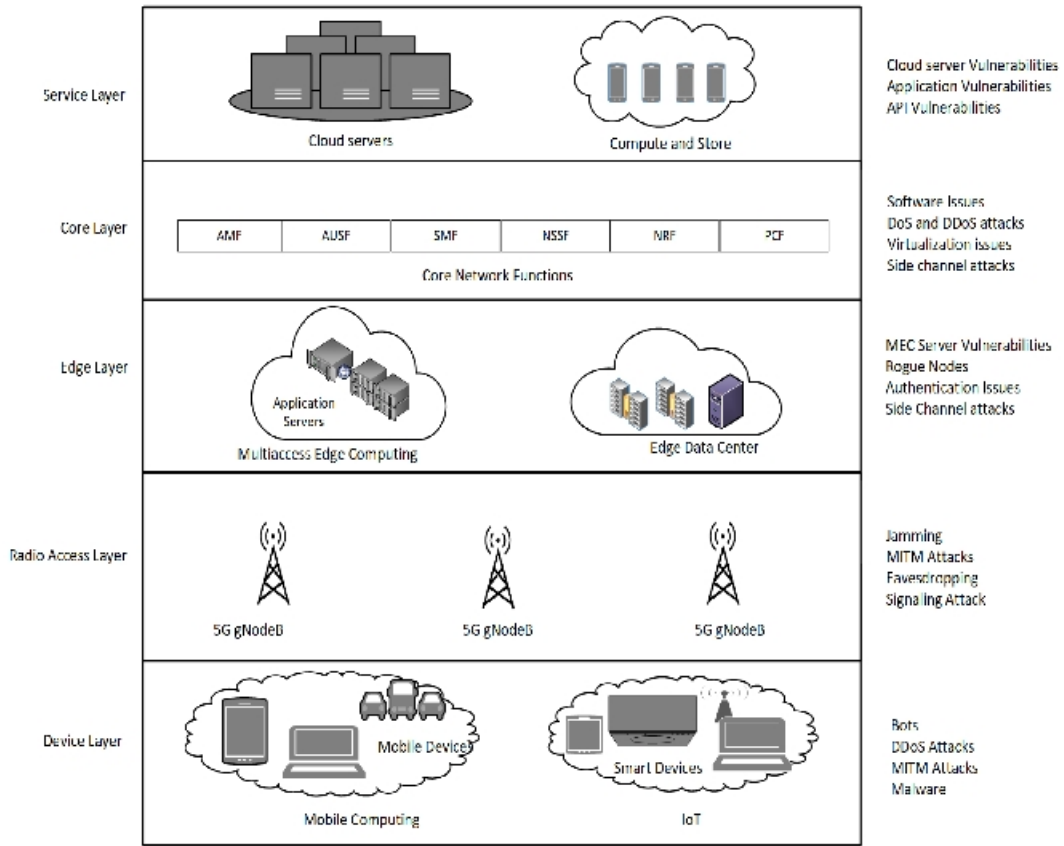 Service Layer
Cloud servers
Compute and Store
Cloud server Vulnerabilities
Application Vulnerabilities
API Vulnerabilities
Core Layer
AMF
AUSF
SMF
NSSF
NRF
PCF
Core Network Functions
Software Issues
DoS and DDoS attacks
Virtualization issues
Side channel attacks
Edge Layer
Application
Servers
Multiaccess Edge Computing
Edge Data Center
MEC Server Vulnerabilities
Rogue Nodes
Authentication Issues
Side Channel attacks
Radio Access Layer
5G gNodeB
5G gNodeB
5G gNodeB
Jamming
MITM Attacks
Eavesdropping
Signaling Attack
Device Layer
Mobile Devices
Mobile Computing
Smart Devices
IoT
Bots
DDoS Attacks
MITM Attacks
Malware